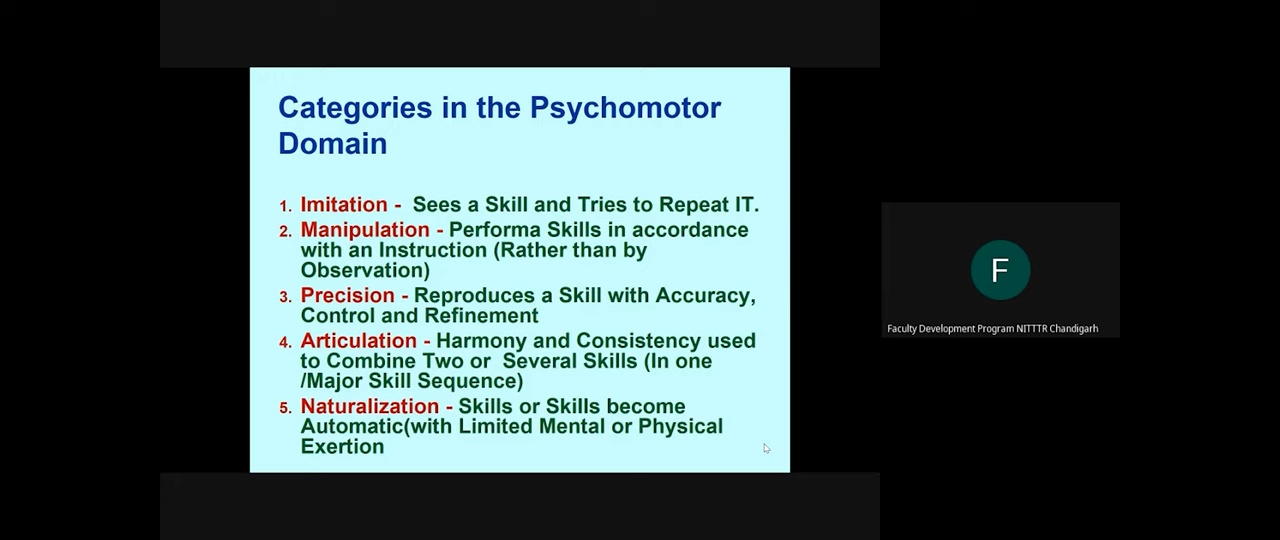 Categories in the Psychomotor
Domain
1. Imitation - Sees a Skill and Tries to Repeat IT.
2. Manipulation - Performa Skills in accordance
with an Instruction (Rather than by
Observation)
3. Precision - Reproduces a Skill with Accuracy,
Control and Refinement
4. Articulation - Harmony and Consistency used
to Combine Two or Several Skills (In one
/Major Skill Sequence)
5. Naturalization - Skills or Skills become
Automatic(with Limited Mental or Physical
Exertion
F
Faculty Development Program NITTTR Chandigarh